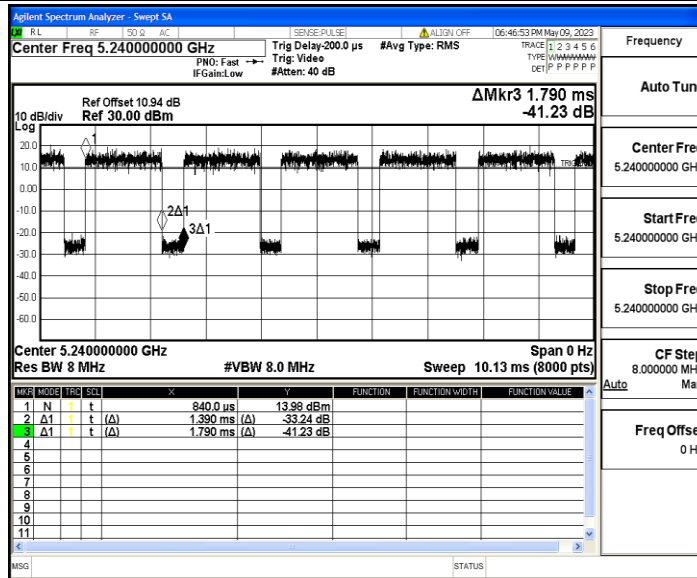 Agilent Spectrum Analyzer - Swept SA
RL RF 50 Ω AC SENSE:PULSE ALIGN OFF 06:46:53 PM May 09, 2023
Center Freq 5.240000000 GHz
PNO: Fast
IFGain:Low
Trig Delay-200.0 µs
Trig: Video
#Atten: 40 dB
#Avg Type: RMS
TRACE 1 2 3 4 5 6
TYPE WWWWWW
DET P P P P P P
ΔMkr3 1.790 ms
-41.23 dB
Ref Offset 10.94 dB
10 dB/div Ref 30.00 dBm
Log
20.0
10.0
0.00
-10.0
-20.0
-30.0
-40.0
-50.0
-60.0
1
2Δ1
3Δ1
Center 5.240000000 GHz Span 0 Hz
Res BW 8 MHz #VBW 8.0 MHz Sweep 10.13 ms (8000 pts)
MKR MODE TRC SCL X Y FUNCTION FUNCTION WIDTH FUNCTION VALUE
1 N 1 t 840.0 µs 13.98 dBm
2 Δ1 1 t (Δ) 1.390 ms (Δ) -33.24 dB
3 Δ1 1 t (Δ) 1.790 ms (Δ) -41.23 dB
4
5
6
7
8
9
10
11
MSG STATUS
Frequency
Auto Tun
Center Fre
5.240000000 GH
Start Fre
5.240000000 GH
Stop Fre
5.240000000 GH
CF Step
8.000000 MH
Auto Ma
Freq Offse
0 H